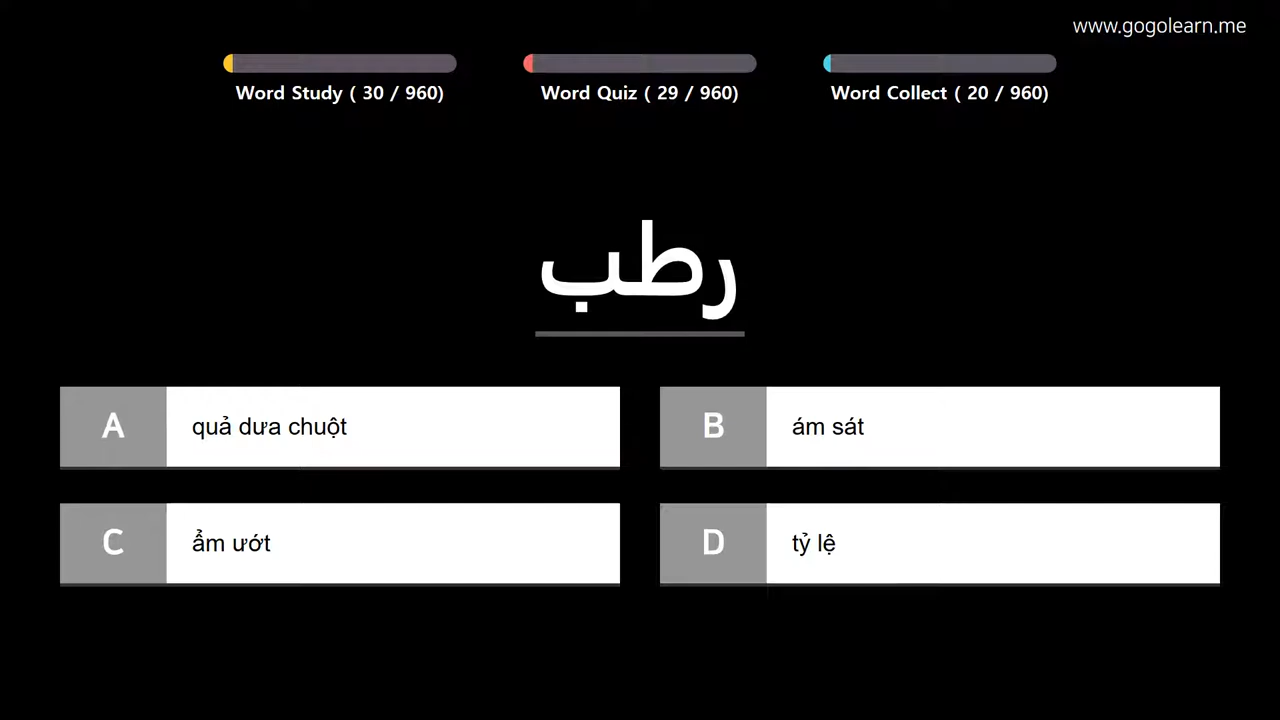 www.gogolearn.me
Word Study ( 30 / 960)
Word Quiz ( 29 / 960)
Word Collect ( 20 / 960)
رطب
A quả dưa chuột
B ám sát
C ẩm ướt
D tỷ lệ